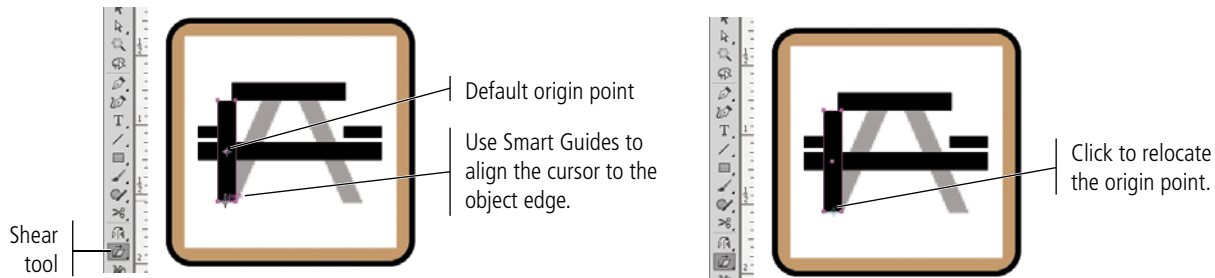 Default origin point
Use Smart Guides to
align the cursor to the
object edge.
Shear
tool
Click to relocate
the origin point.